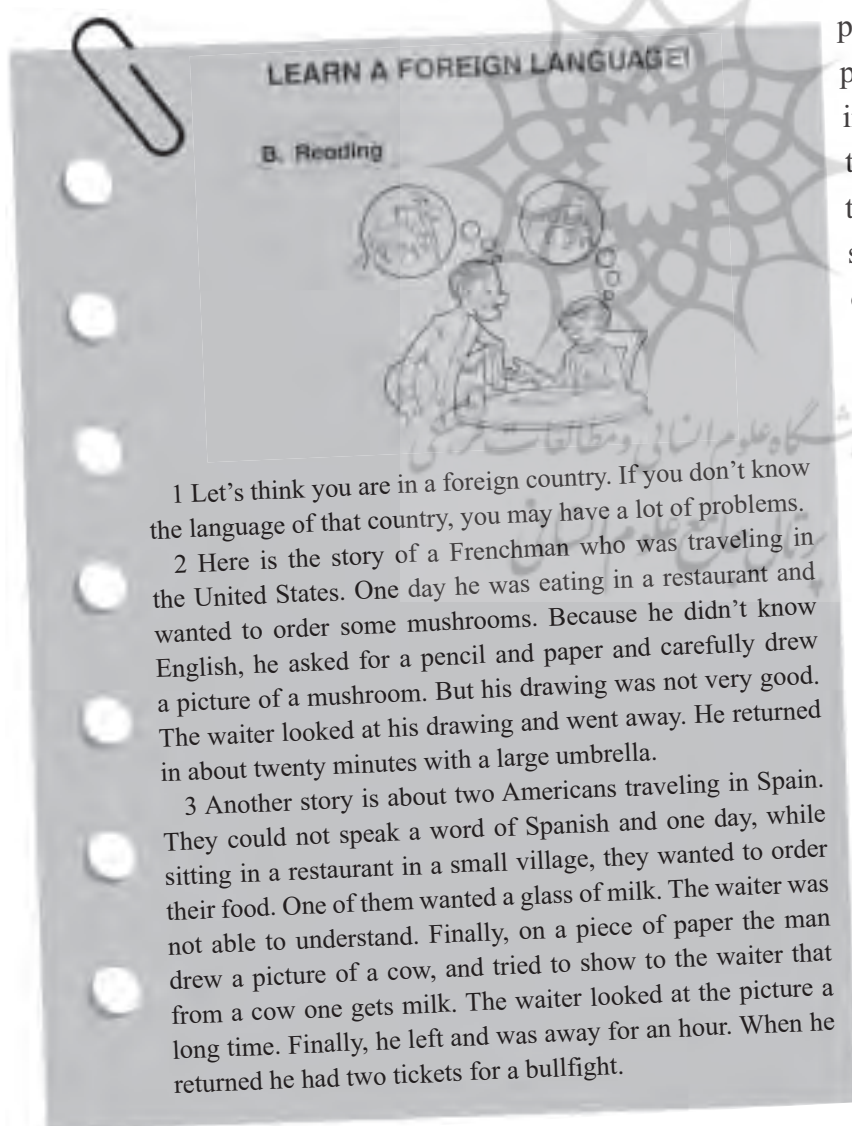 LEARN A FOREIGN LANGUAGE!
B. Reading
1 Let's think you are in a foreign country. If you don't know
the language of that country, you may have a lot of problems.
2 Here is the story of a Frenchman who was traveling in
the United States. One day he was eating in a restaurant and
wanted to order some mushrooms. Because he didn't know
English, he asked for a pencil and paper and carefully drew
a picture of a mushroom. But his drawing was not very good.
The waiter looked at his drawing and went away. He returned
in about twenty minutes with a large umbrella.
3 Another story is about two Americans traveling in Spain.
They could not speak a word of Spanish and one day, while
sitting in a restaurant in a small village, they wanted to order
their food. One of them wanted a glass of milk. The waiter was
not able to understand. Finally, on a piece of paper the man
drew a picture of a cow, and tried to show to the waiter that
from a cow one gets milk. The waiter looked at the picture a
long time. Finally, he left and was away for an hour. When he
returned he had two tickets for a bullfight.